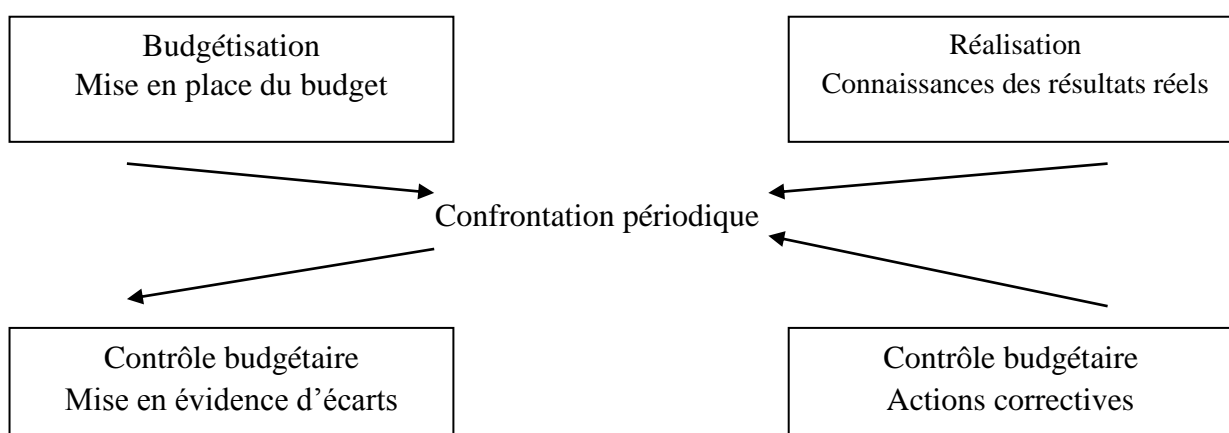 Budgétisation
Mise en place du budget
Réalisation
Connaissances des résultats réels
Confrontation périodique
Contrôle budgétaire
Mise en évidence d’écarts
Contrôle budgétaire
Actions correctives